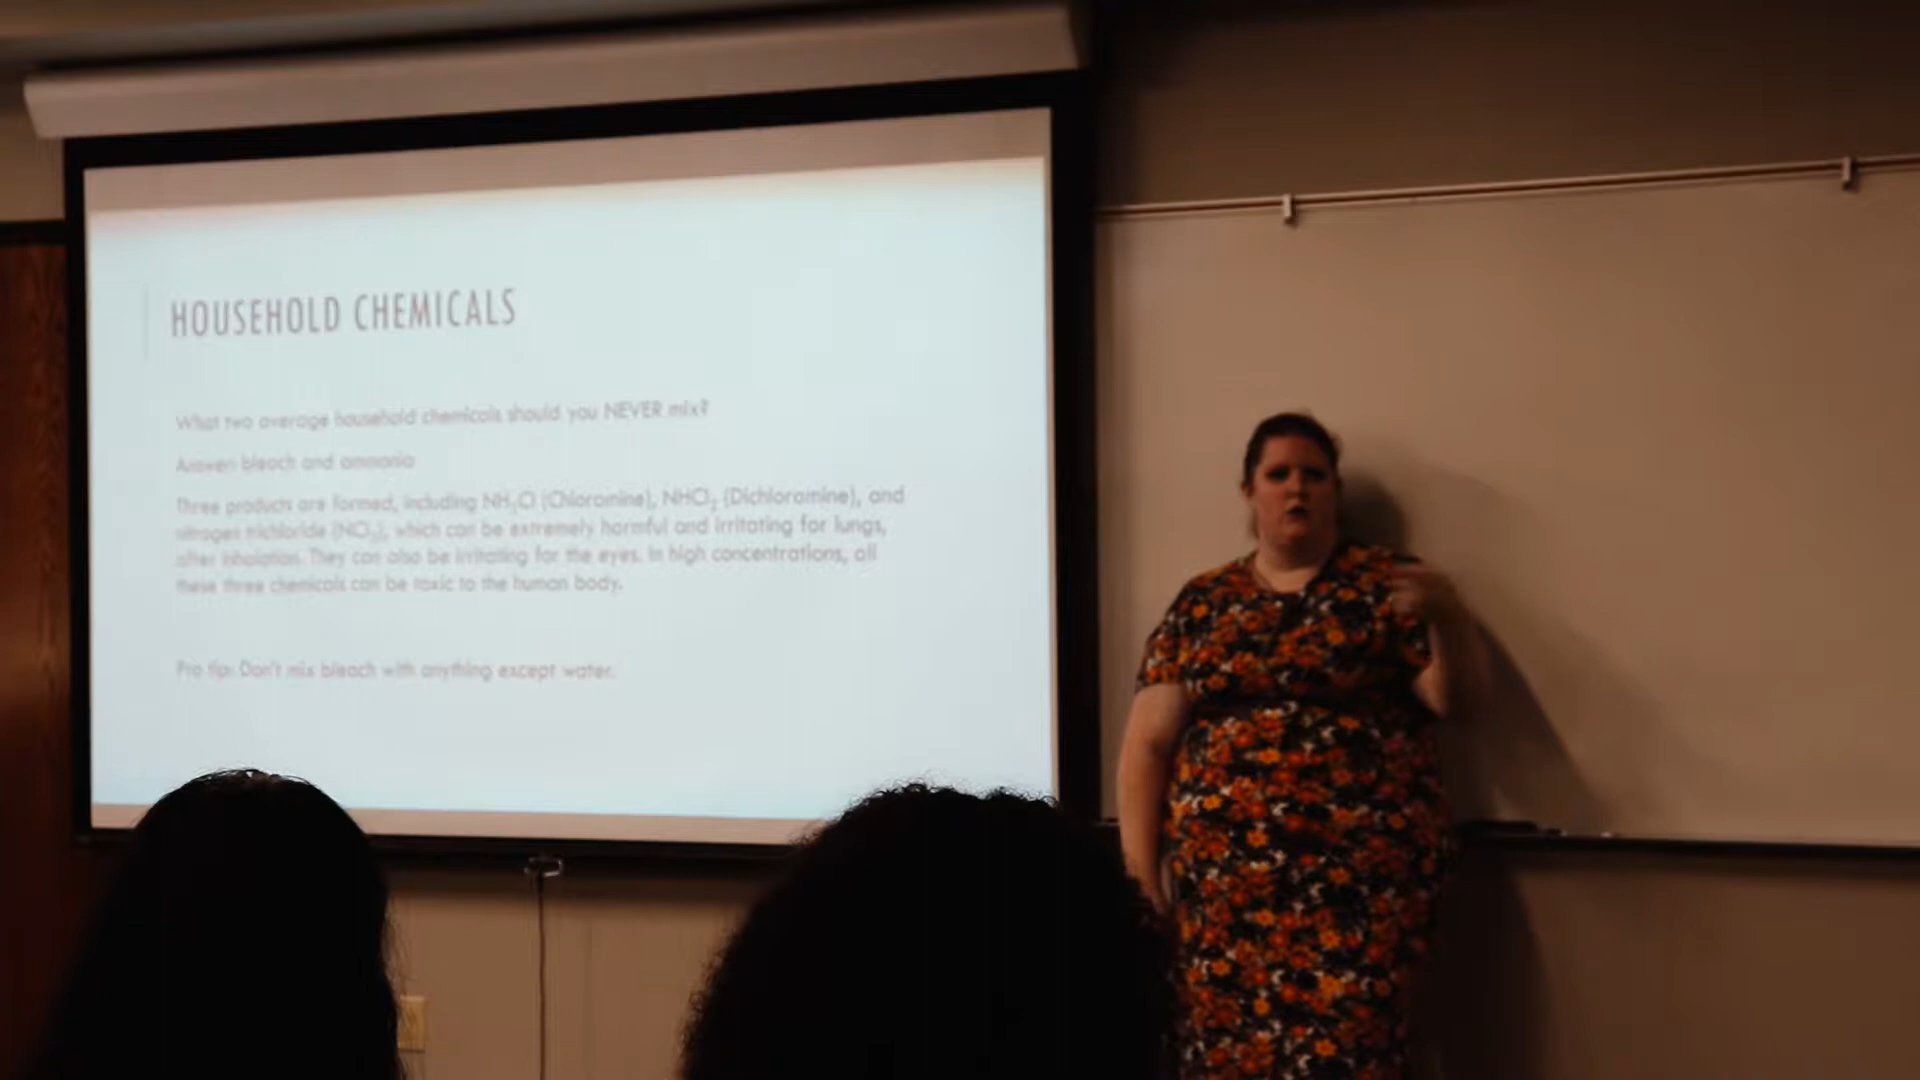 HOUSEHOLD CHEMICALS
What two average household chemicals should you NEVER mix?
Answer: bleach and ammonia
Three products are formed, including NH₂Cl (Chloramine), NHCl₂ (Dichloramine), and
nitrogen trichloride (NCl₃), which can be extremely harmful and irritating for lungs,
after inhalation. They can also be irritating for the eyes. In high concentrations, all
these three chemicals can be toxic to the human body.
Pro tip: Don't mix bleach with anything except water.